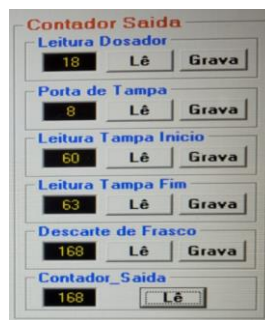 Contador Saida
Leitura Dosador
18 Lê Grava
Porta de Tampa
8 Lê Grava
Leitura Tampa Inicio
60 Lê Grava
Leitura Tampa Fim
63 Lê Grava
Descarte de Frasco
168 Lê Grava
Contador_Saida
168 Lê